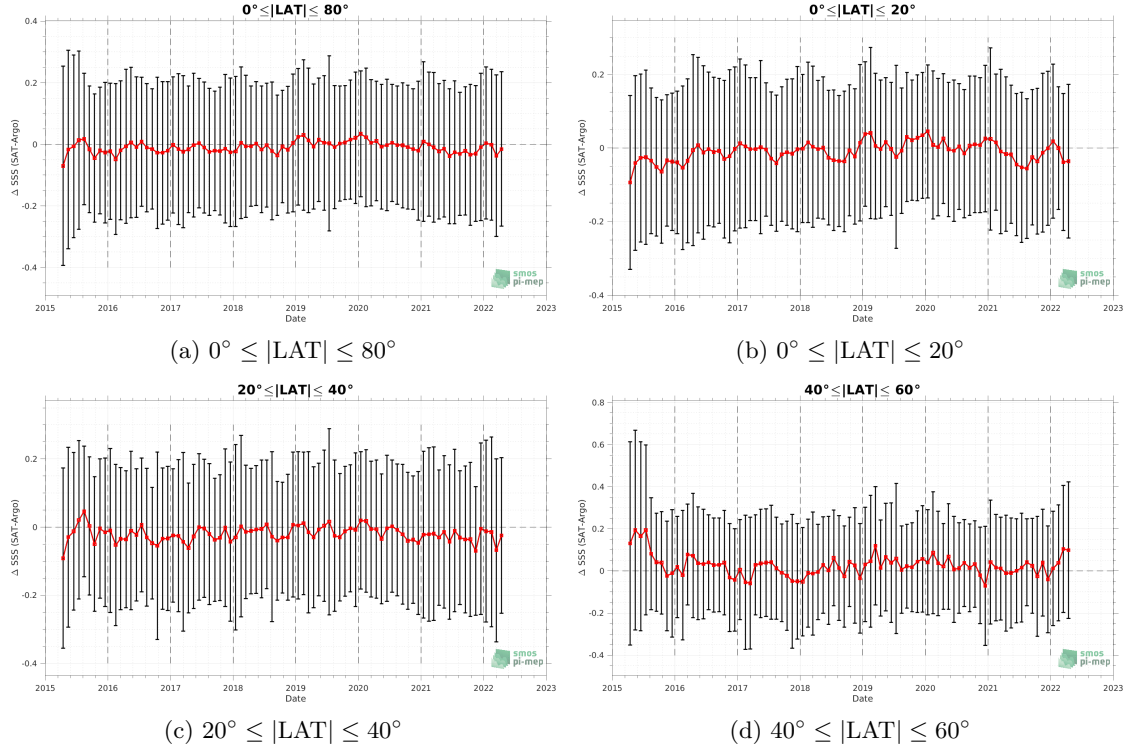 0°≤|LAT|≤ 80°
0.4
0.2
0
-0.2
-0.4
Δ SSS (SAT-Argo)
2015 2016 2017 2018 2019 2020 2021 2022 2023
Date
smos
pi-mep
(a) 0° ≤ |LAT| ≤ 80°
0°≤|LAT|≤ 20°
0.2
0
-0.2
-0.4
Δ SSS (SAT-Argo)
2015 2016 2017 2018 2019 2020 2021 2022 2023
Date
smos
pi-mep
(b) 0° ≤ |LAT| ≤ 20°
20°≤|LAT|≤ 40°
0.2
0
-0.2
-0.4
Δ SSS (SAT-Argo)
2015 2016 2017 2018 2019 2020 2021 2022 2023
Date
smos
pi-mep
(c) 20° ≤ |LAT| ≤ 40°
40°≤|LAT|≤ 60°
0.8
0.6
0.4
0.2
0
-0.2
-0.4
Δ SSS (SAT-Argo)
2015 2016 2017 2018 2019 2020 2021 2022 2023
Date
smos
pi-mep
(d) 40° ≤ |LAT| ≤ 60°